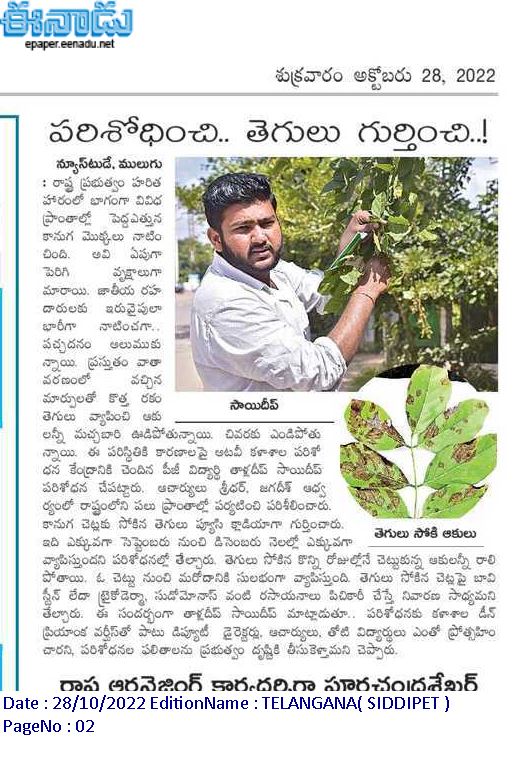 ఈనాడు
epaper.eenadu.net
శుక్రవారం అక్టోబరు 28, 2022
పరిశోధించి.. తెగులు గుర్తించి..!
న్యూస్‌టుడే, ములుగు
: రాష్ట్ర ప్రభుత్వం హరిత
హారంలో భాగంగా వివిధ
ప్రాంతాల్లో పెద్దఎత్తున
కానుగ మొక్కలు నాటిం
చింది. అవి ఏపుగా
పెరిగి వృక్షాలుగా
మారాయి. జాతీయ రహ
దారులకు ఇరువైపులా
భారీగా నాటించగా..
పచ్చదనం అలుముకు
న్నాయి. ప్రస్తుతం వాతా
వరణంలో వచ్చిన
మార్పులతో కొత్త రకం
తెగులు వ్యాపించి ఆకు
లన్నీ మచ్చబారి ఊడిపోతున్నాయి. చివరకు ఎండిపోతు
న్నాయి. ఈ పరిస్థితికి కారణాలపై అటవీ కళాశాల పరిశో
ధన కేంద్రానికి చెందిన పీజీ విద్యార్థి తాళ్లదీప్ సాయిదీప్
పరిశోధన చేపట్టారు. ఆచార్యులు శ్రీధర్, జగదీశ్ ఆధ్వ
ర్యంలో రాష్ట్రంలోని పలు ప్రాంతాల్లో పర్యటించి పరిశీలించారు.
కానుగ చెట్లకు సోకిన తెగులు ప్యూసి క్లాడియాగా గుర్తించారు.
ఇది ఎక్కువగా సెప్టెంబరు నుంచి డిసెంబరు నెలల్లో ఎక్కువగా
వ్యాపిస్తుందని పరిశోధనల్లో తేల్చారు. తెగులు సోకిన కొన్ని రోజుల్లోనే చెట్టుకున్న ఆకులన్నీ రాలి
పోతాయి. ఓ చెట్టు నుంచి మరోదానికి సులభంగా వ్యాపిస్తుంది. తెగులు సోకిన చెట్లపై బావి
స్టీన్ లేదా ట్రైకొడెర్మా, సుడోమోనాస్ వంటి రసాయనాలు పిచికారీ చేస్తే నివారణ సాధ్యమని
తేల్చారు. ఈ సందర్భంగా తాళ్లదీప్ సాయిదీప్ మాట్లాడుతూ.. పరిశోధనకు కళాశాల డీన్
ప్రియాంక వర్ఘీస్‌తో పాటు డిప్యూటీ డైరెక్టర్లు, ఆచార్యులు, తోటి విద్యార్థులు ఎంతో ప్రోత్సహిం
చారని, పరిశోధనల ఫలితాలను ప్రభుత్వం దృష్టికి తీసుకెళ్తామని చెప్పారు.
సాయిదీప్
తెగులు సోకి ఆకులు
Date : 28/10/2022 EditionName : TELANGANA( SIDDIPET )
PageNo : 02